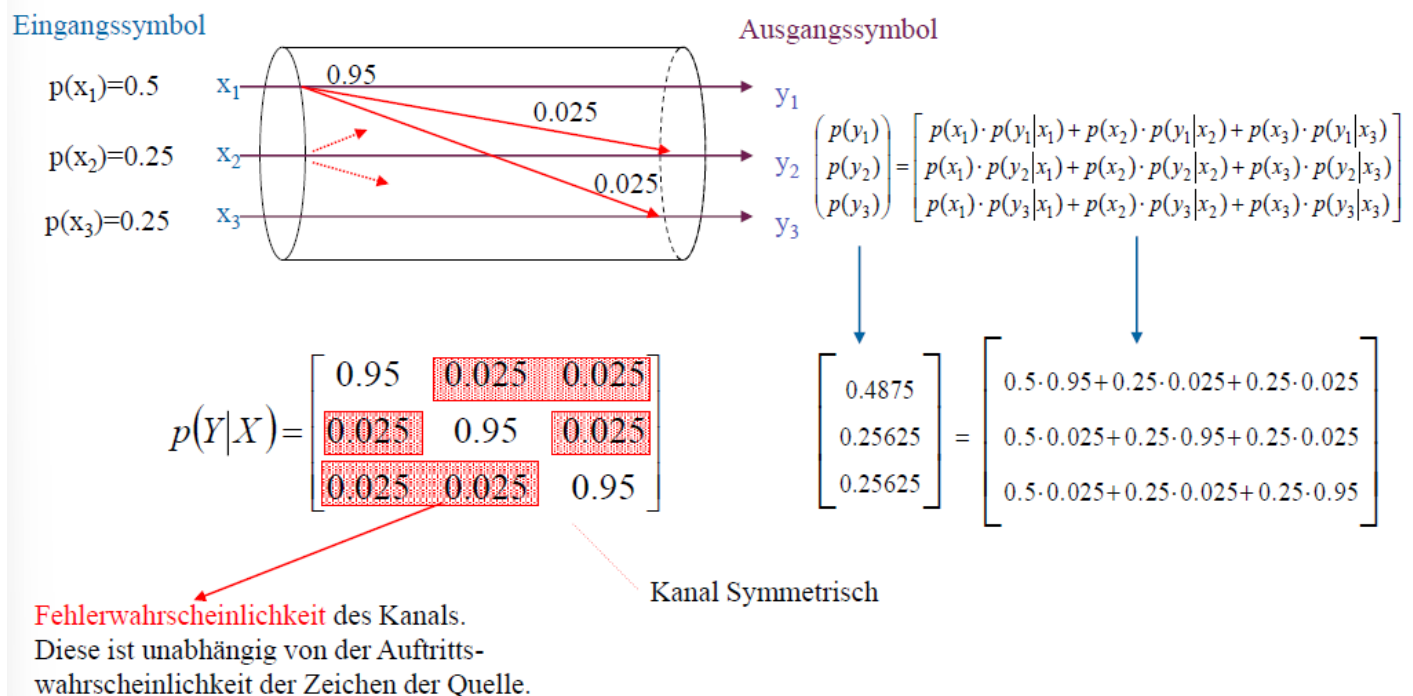 Eingangssymbol
Ausgangssymbol
p(x₁)=0.5 x₁ 0.95 y₁
0.025
p(x₂)=0.25 x₂ y₂
0.025
p(x₃)=0.25 x₃ y₃
(p(y₁)) = [p(x₁)·p(y₁|x₁)+p(x₂)·p(y₁|x₂)+p(x₃)·p(y₁|x₃)]
(p(y₂)) = [p(x₁)·p(y₂|x₁)+p(x₂)·p(y₂|x₂)+p(x₃)·p(y₂|x₃)]
(p(y₃)) = [p(x₁)·p(y₃|x₁)+p(x₂)·p(y₃|x₂)+p(x₃)·p(y₃|x₃)]
0.95 0.025 0.025
p(Y|X)= 0.025 0.95 0.025
0.025 0.025 0.95
0.4875 0.5·0.95+0.25·0.025+0.25·0.025
0.25625 = 0.5·0.025+0.25·0.95+0.25·0.025
0.25625 0.5·0.025+0.25·0.025+0.25·0.95
Kanal Symmetrisch
Fehlerwahrscheinlichkeit des Kanals.
Diese ist unabhängig von der Auftritts-
wahrscheinlichkeit der Zeichen der Quelle.